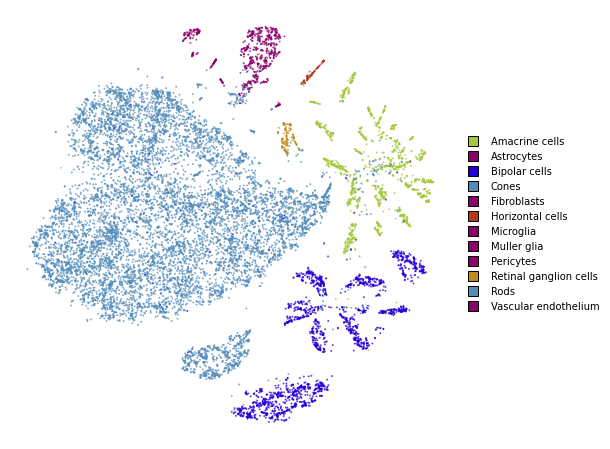 Amacrine cells
Astrocytes
Bipolar cells
Cones
Fibroblasts
Horizontal cells
Microglia
Muller glia
Pericytes
Retinal ganglion cells
Rods
Vascular endothelium